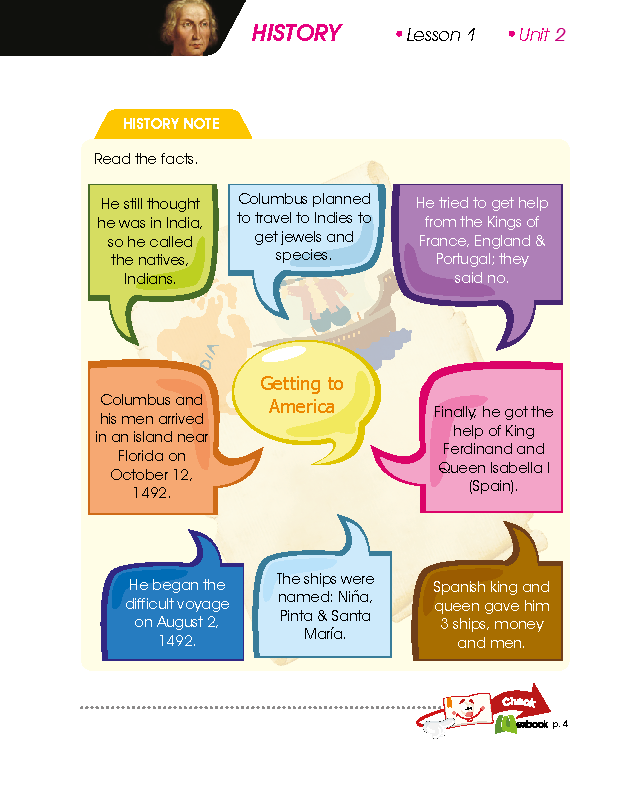 HISTORY
• Lesson 1
• Unit 2
HISTORY NOTE
Read the facts.
He still thought
he was in India,
so he called
the natives,
Indians.
Columbus planned
to travel to Indies to
get jewels and
species.
He tried to get help
from the Kings of
France, England &
Portugal; they
said no.
Columbus and
his men arrived
in an island near
Florida on
October 12,
1492.
Getting to
America
Finally, he got the
help of King
Ferdinand and
Queen Isabella I
(Spain).
He began the
difficult voyage
on August 2,
1492.
The ships were
named: Niña,
Pinta & Santa
María.
Spanish king and
queen gave him
3 ships, money
and men.
Check
p. 4